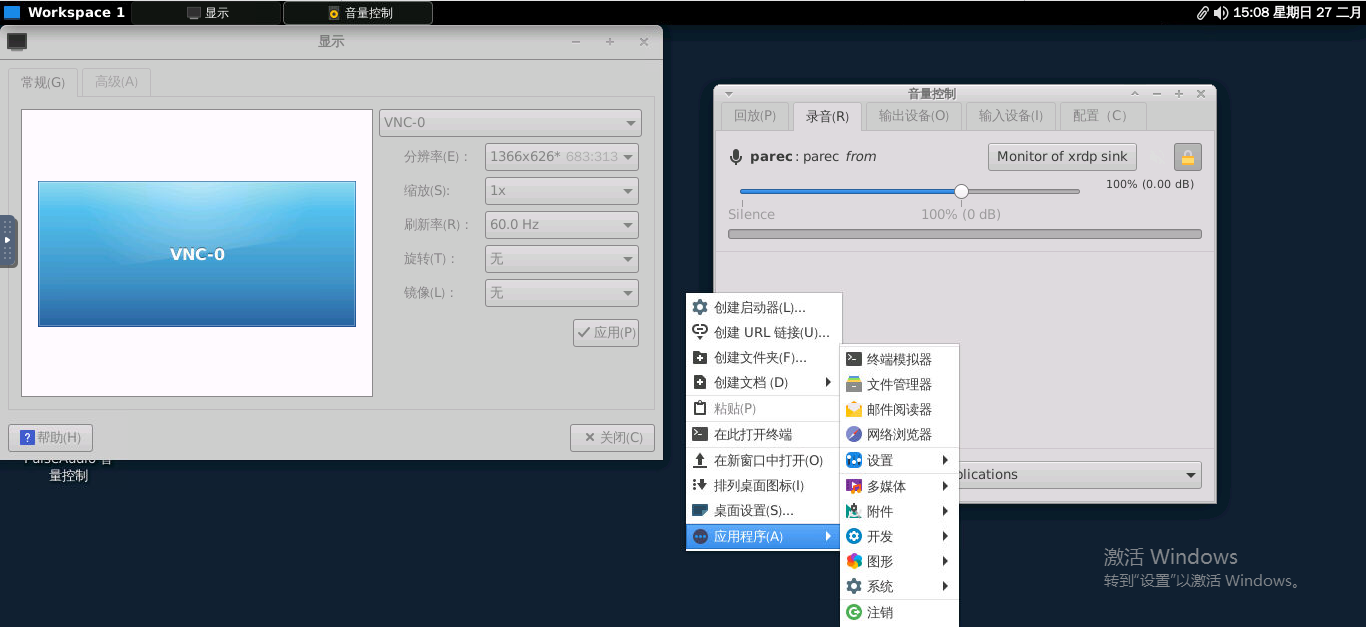 Workspace 1
显示
音量控制
15:08 星期日 27 二月
显示
常规(G)
高级(A)
VNC-0
VNC-0
分辨率(E)：
1366x626* 683:313
缩放(S):
1x
刷新率(R)：
60.0 Hz
旋转(T)：
无
镜像(L)：
无
应用(P)
帮助(H)
关闭(C)
PulseAudio 音
量控制
音量控制
回放(P)
录音(R)
输出设备(O)
输入设备(I)
配置（C）
parec: parec from
Monitor of xrdp sink
100% (0.00 dB)
Silence
100% (0 dB)
plications
创建启动器(L)...
创建 URL 链接(U)...
创建文件夹(F)...
创建文档 (D)
粘贴(P)
在此打开终端
在新窗口中打开(O)
排列桌面图标(I)
桌面设置(S)...
应用程序(A)
终端模拟器
文件管理器
邮件阅读器
网络浏览器
设置
多媒体
附件
开发
图形
系统
注销
激活 Windows
转到"设置"以激活 Windows。